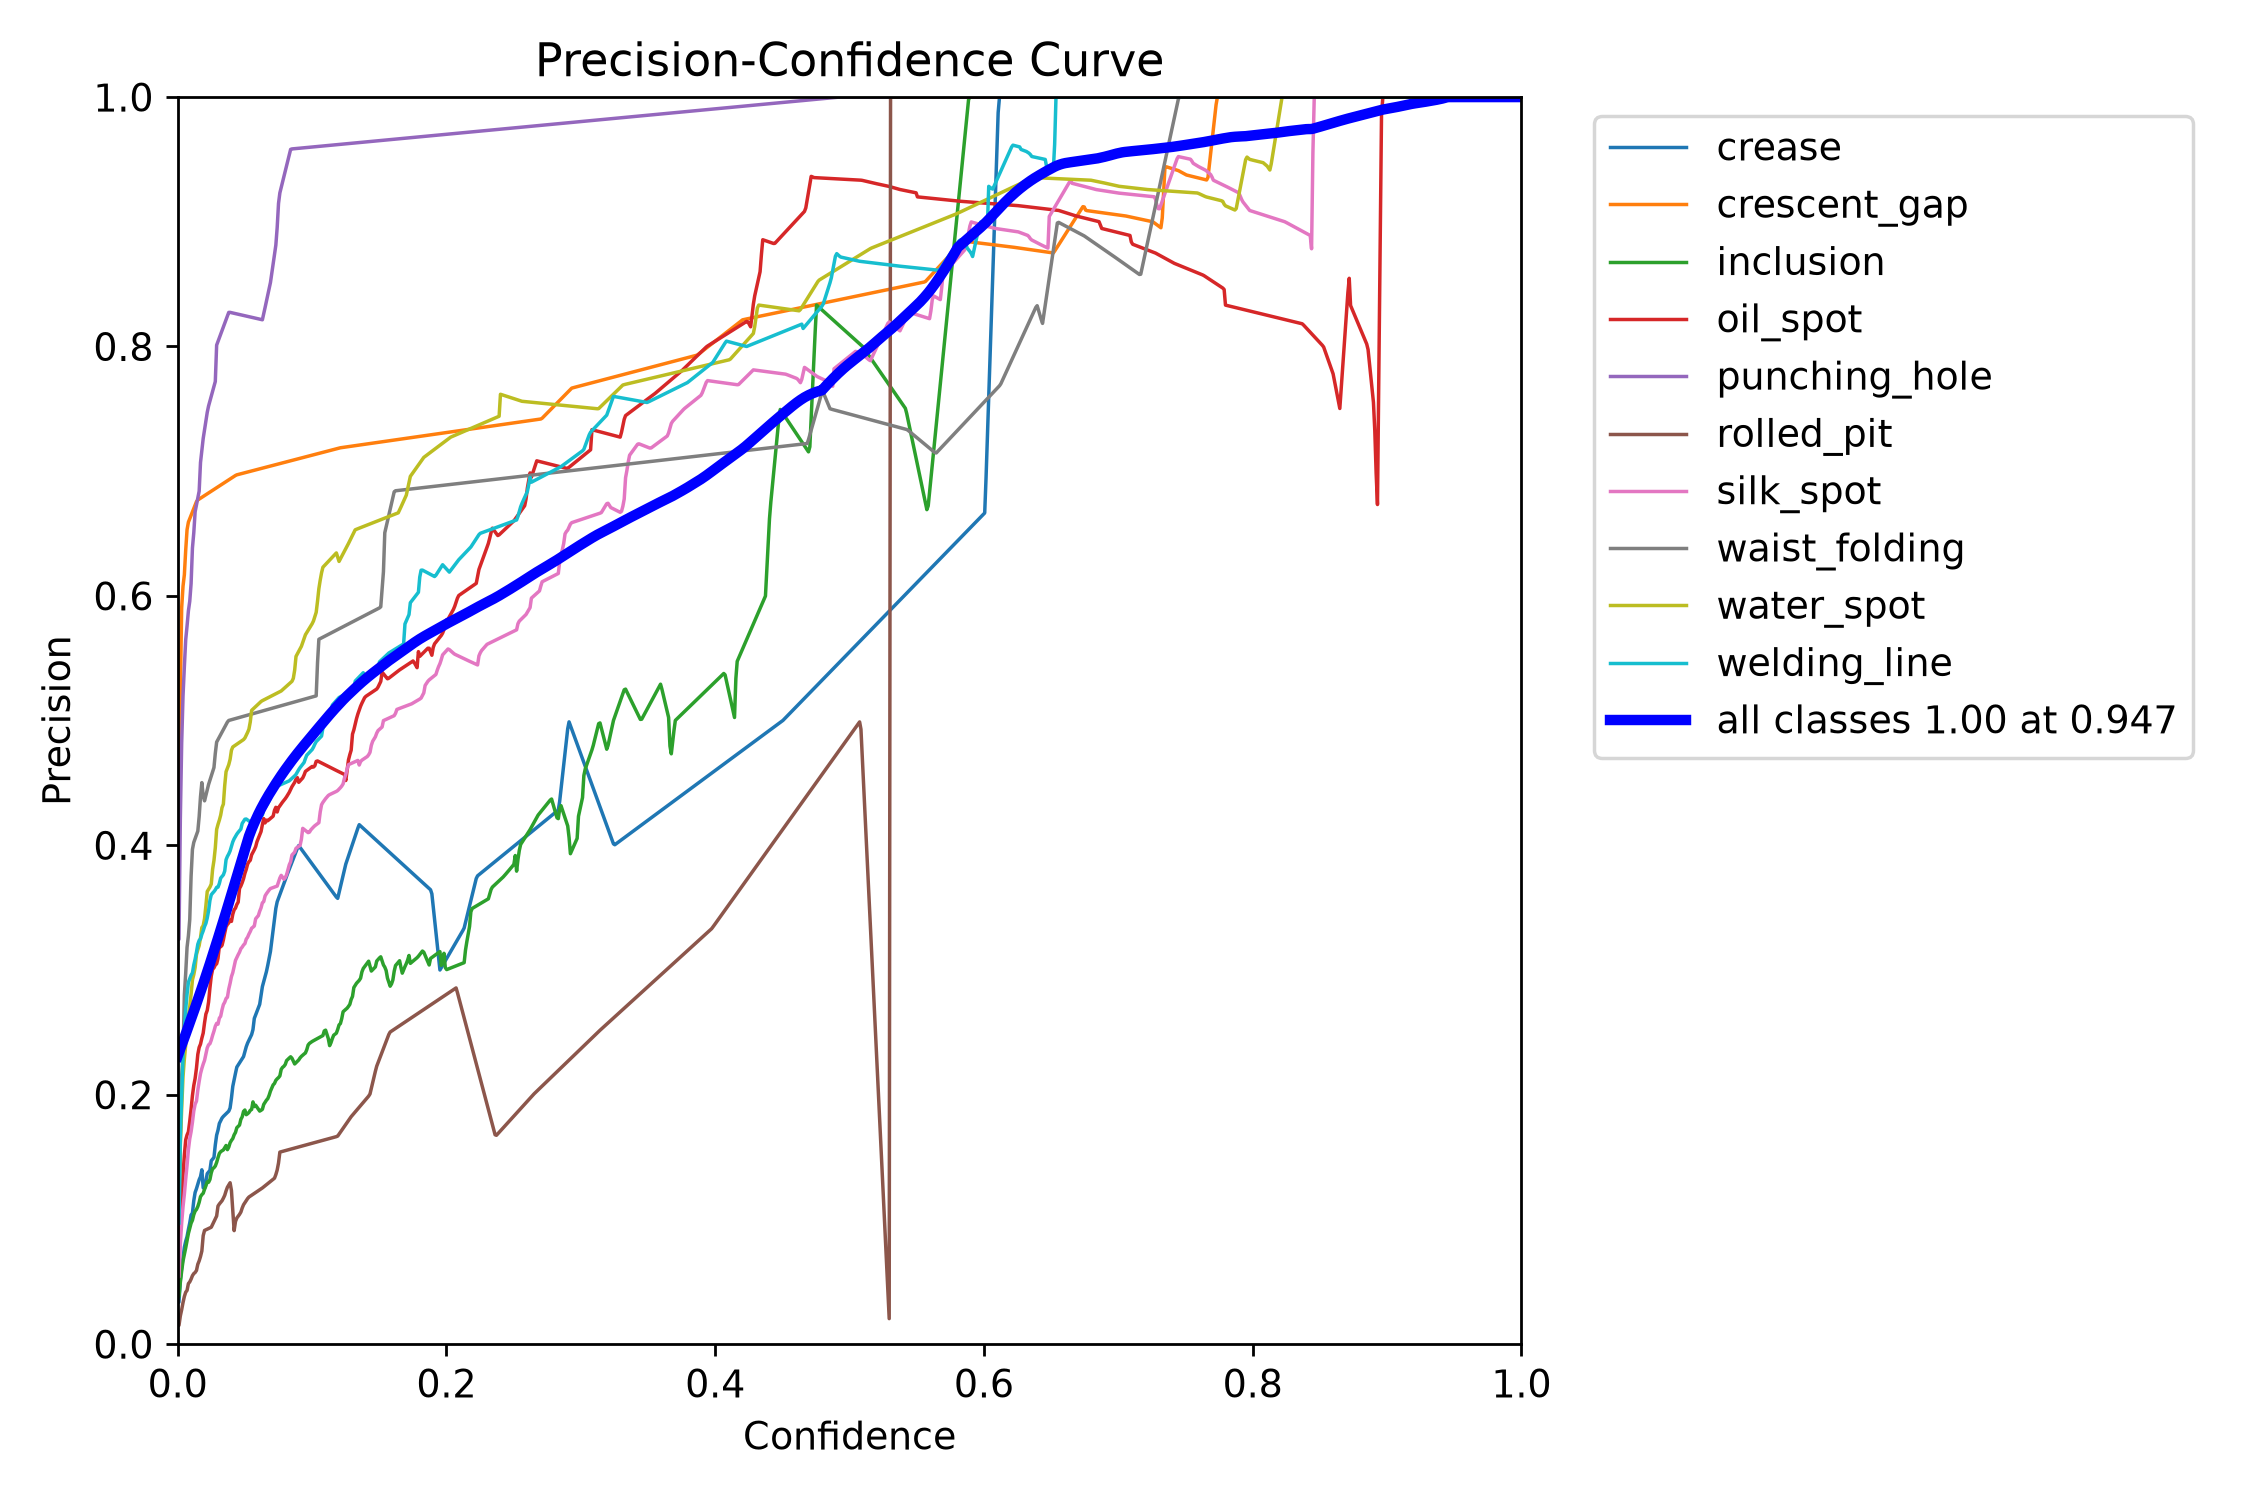 Precision-Confidence Curve
1.0
0.8
0.6
0.4
0.2
0.0
Precision
0.0 0.2 0.4 0.6 0.8 1.0
Confidence
crease
crescent_gap
inclusion
oil_spot
punching_hole
rolled_pit
silk_spot
waist_folding
water_spot
welding_line
all classes 1.00 at 0.947